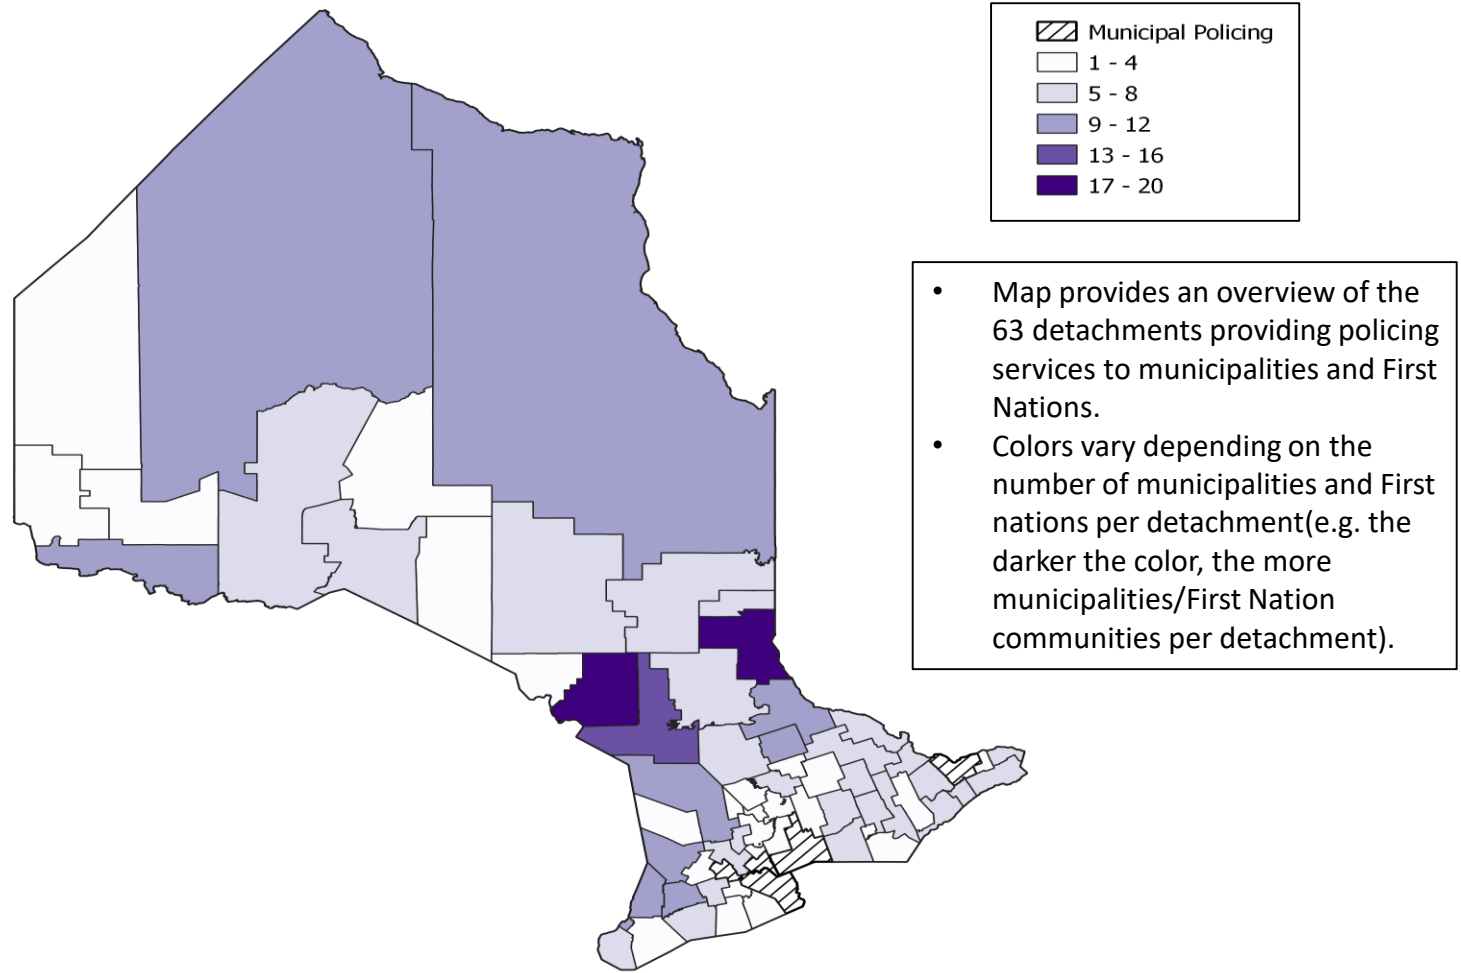 Municipal Policing
1 - 4
5 - 8
9 - 12
13 - 16
17 - 20
• Map provides an overview of the
63 detachments providing policing
services to municipalities and First
Nations.
• Colors vary depending on the
number of municipalities and First
nations per detachment(e.g. the
darker the color, the more
municipalities/First Nation
communities per detachment).